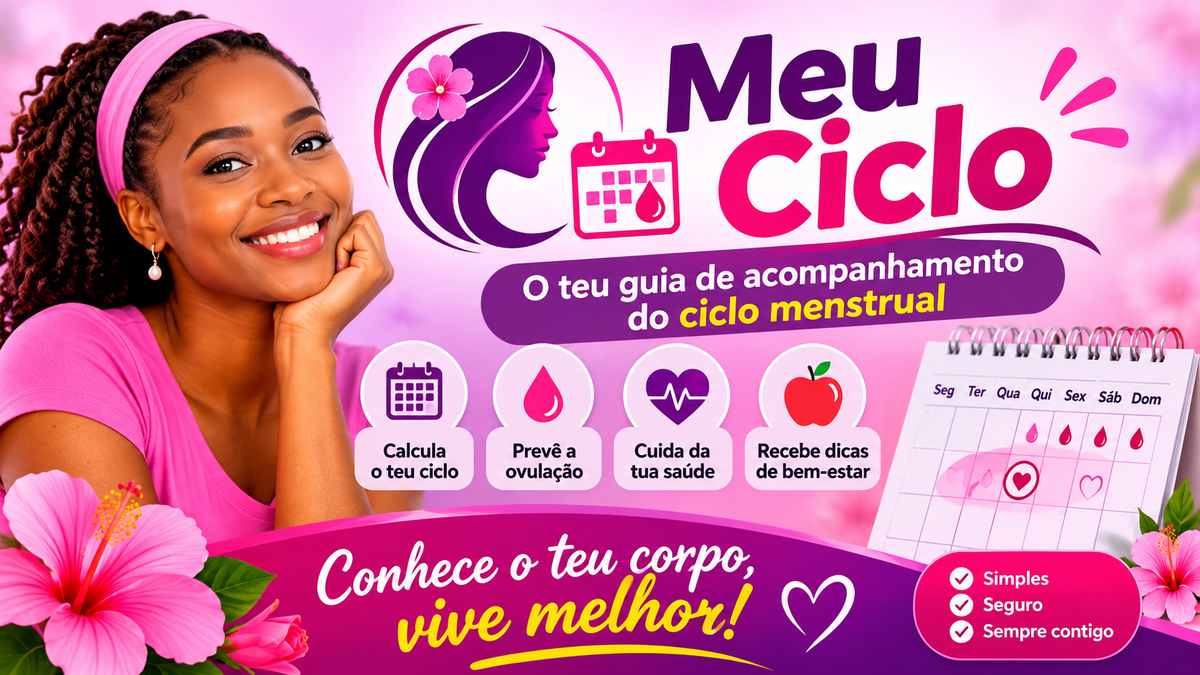 Meu
Ciclo
O teu guia de acompanhamento
do ciclo menstrual
Calcula
o teu ciclo
Prevê a
ovulação
Cuida da
tua saúde
Recebe dicas
de bem-estar
Seg Ter Qua Qui Sex Sáb Dom
Conhece o teu corpo,
vive melhor!
Simples
Seguro
Sempre contigo